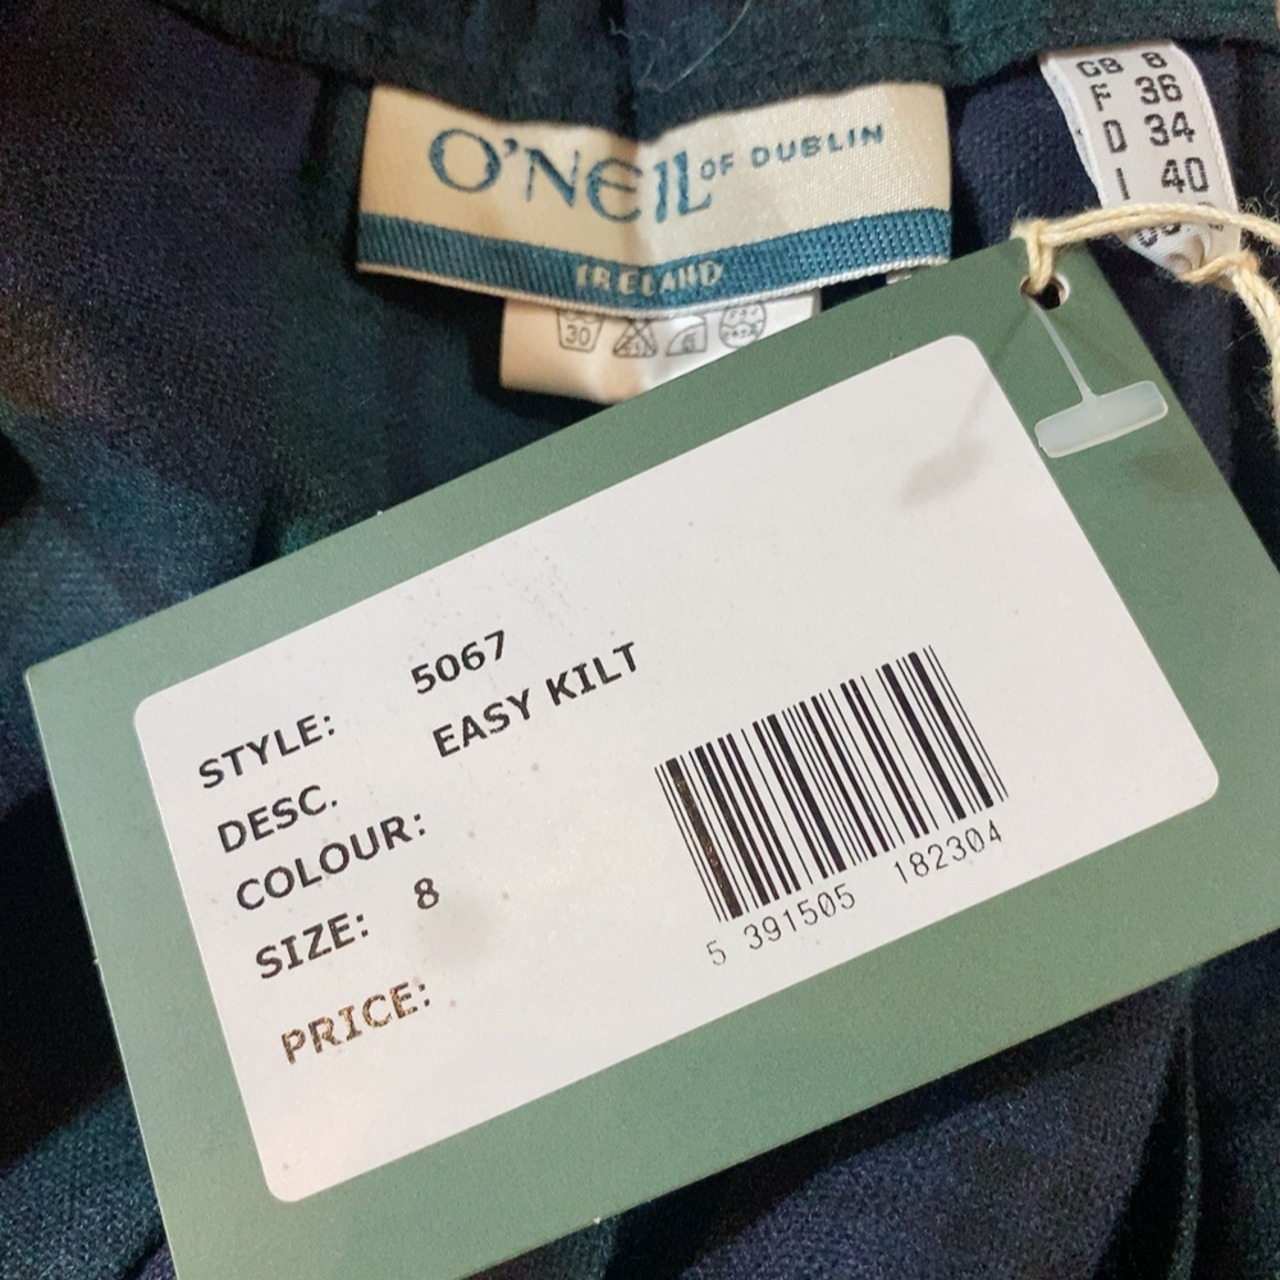 O'NEIL OF DUBLIN
IRELAND
30
GB 8
F 36
D 34
I 40
STYLE: 5067
DESC. EASY KILT
COLOUR:
SIZE: 8
PRICE:
5 391505 182304